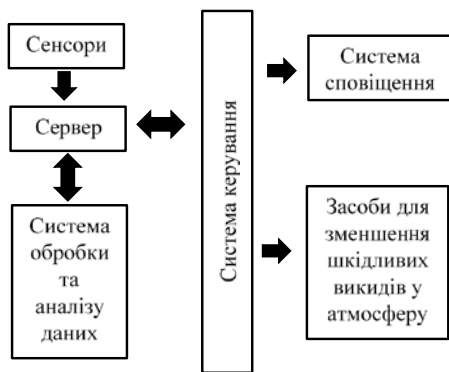 Сенсори
Сервер
Система
обробки
та
аналізу
даних
Система керування
Система
сповіщення
Засоби для
зменшення
шкідливих
викидів у
атмосферу